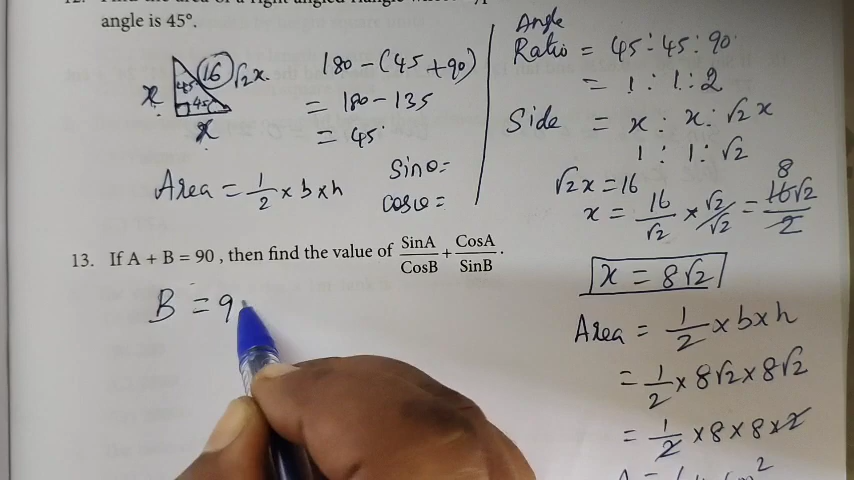 angle is 45°.
16
√2x
45
45
x
x
180 - (45 + 90)
= 180 - 135
= 45°
Sinθ=
cosθ=
Area = 1/2 × b × h
13. If A + B = 90 , then find the value of SinA/CosB + CosA/SinB .
B = 9
Angle
Ratio = 45 : 45 : 90
= 1 : 1 : 2
Side = x : x : √2 x
1 : 1 : √2
√2x = 16
x = 16/√2 × √2/√2 = 16√2/2
8
x = 8√2
Area = 1/2 × b × h
= 1/2 × 8√2 × 8√2
= 1/2 × 8 × 8 × 2